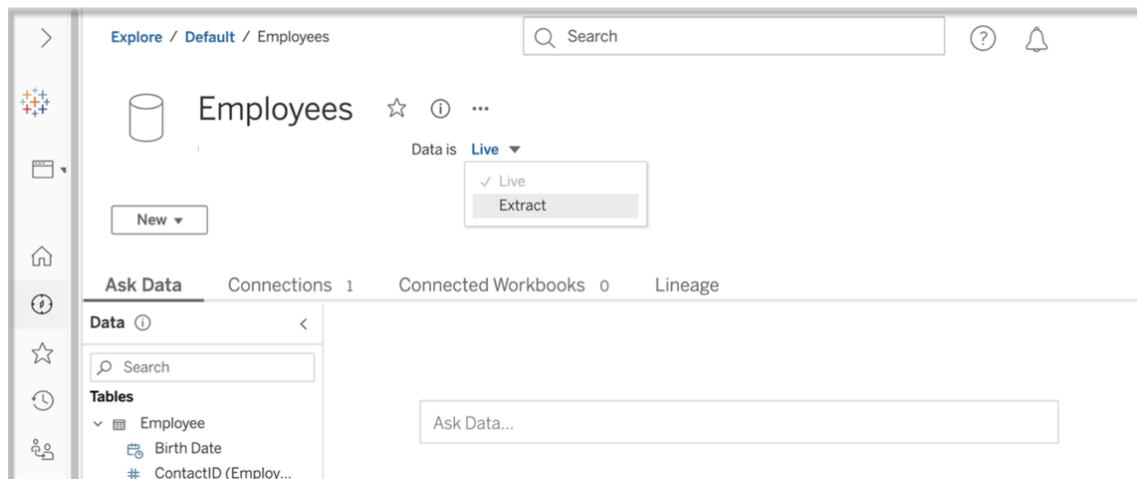 Explore / Default / Employees
Search
Employees
Data is Live
Live
Extract
New
Ask Data
Connections 1
Connected Workbooks 0
Lineage
Data
Search
Tables
Employee
Birth Date
ContactID (Employ...
Ask Data...